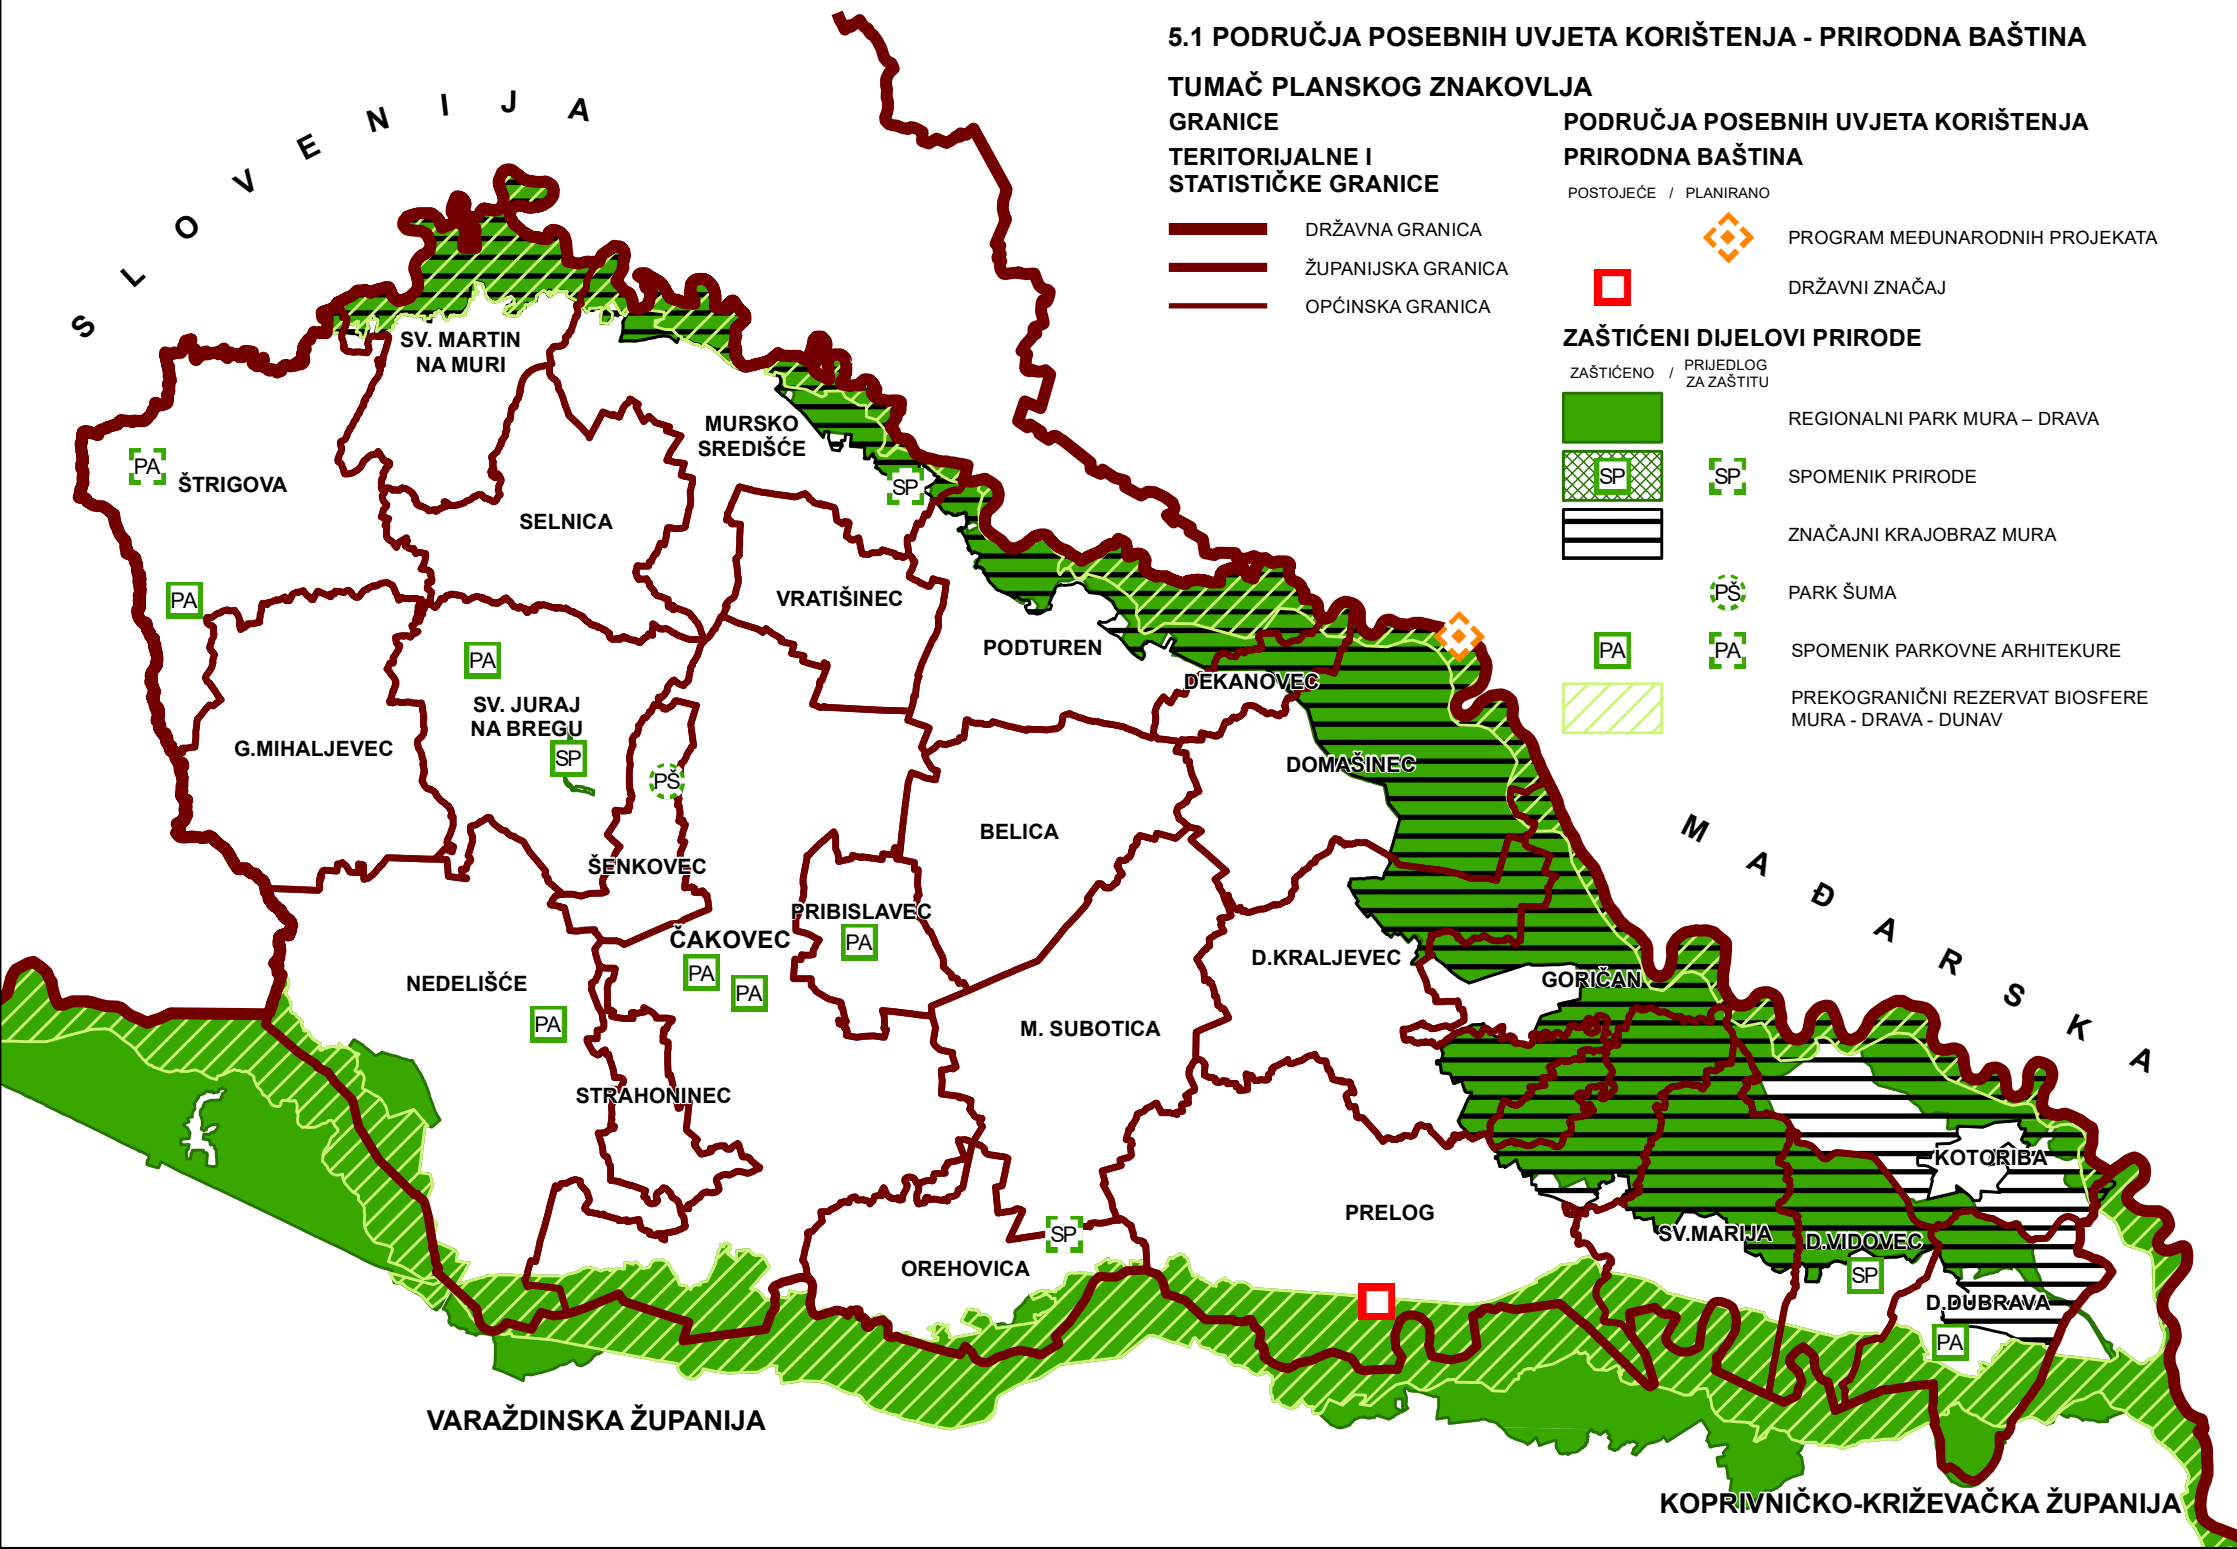 5.1 PODRUČJA POSEBNIH UVJETA KORIŠTENJA - PRIRODNA BAŠTINA
TUMAČ PLANSKOG ZNAKOVLJA
GRANICE
TERITORIJALNE I
STATISTIČKE GRANICE
DRŽAVNA GRANICA
ŽUPANIJSKA GRANICA
OPĆINSKA GRANICA
PODRUČJA POSEBNIH UVJETA KORIŠTENJA
PRIRODNA BAŠTINA
POSTOJEĆE / PLANIRANO
PROGRAM MEĐUNARODNIH PROJEKATA
DRŽAVNI ZNAČAJ
ZAŠTIĆENI DIJELOVI PRIRODE
ZAŠTIĆENO / PRIJEDLOG
ZA ZAŠTITU
REGIONALNI PARK MURA – DRAVA
SP SP SPOMENIK PRIRODE
ZNAČAJNI KRAJOBRAZ MURA
PŠ PARK ŠUMA
PA PA SPOMENIK PARKOVNE ARHITEKURE
PREKOGRANIČNI REZERVAT BIOSFERE
MURA - DRAVA - DUNAV
SLOVENIJA
SV. MARTIN
NA MURI
MURSKO
SREDIŠĆE
PA
ŠTRIGOVA
SP
SELNICA
PA
VRATIŠINEC
PODTUREN
PA
DEKANOVEC
SV. JURAJ
NA BREGU
SP
G.MIHALJEVEC
PŠ
DOMAŠINEC
BELICA
MAĐARSKA
ŠENKOVEC
PRIBISLAVEC
PA
ČAKOVEC
PA
PA
D.KRALJEVEC
GORIČAN
NEDELIŠĆE
PA
M. SUBOTICA
STRAHONINEC
KOTORIBA
PRELOG
SP
SV.MARIJA
D.VIDOVEC
SP
OREHOVICA
D.DUBRAVA
PA
VARAŽDINSKA ŽUPANIJA
KOPRIVNIČKO-KRIŽEVAČKA ŽUPANIJA